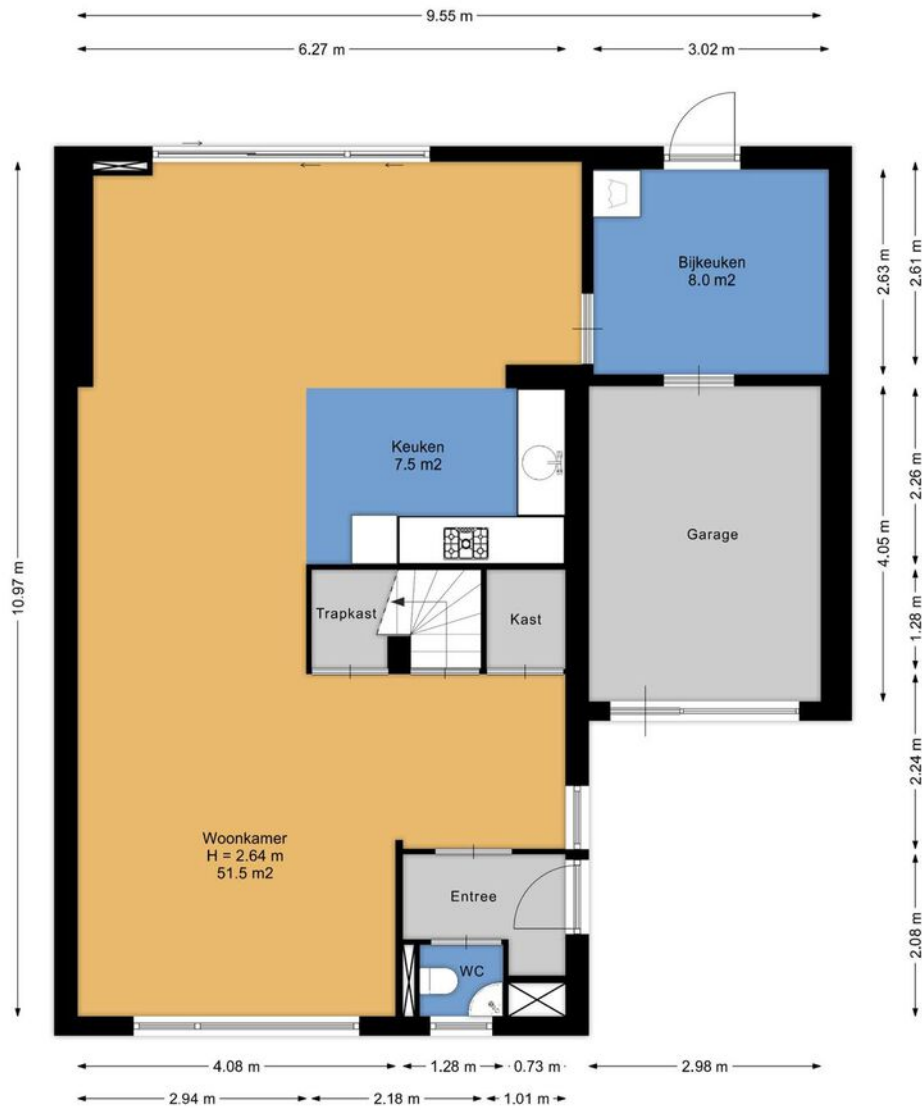 9.55 m
6.27 m
3.02 m
10.97 m
Bijkeuken
8.0 m2
2.63 m
2.61 m
Keuken
7.5 m2
Garage
4.05 m
2.26 m
Trapkast
Kast
1.28 m
2.24 m
Woonkamer
H = 2.64 m
51.5 m2
Entree
WC
2.08 m
4.08 m
1.28 m
0.73 m
2.98 m
2.94 m
2.18 m
1.01 m